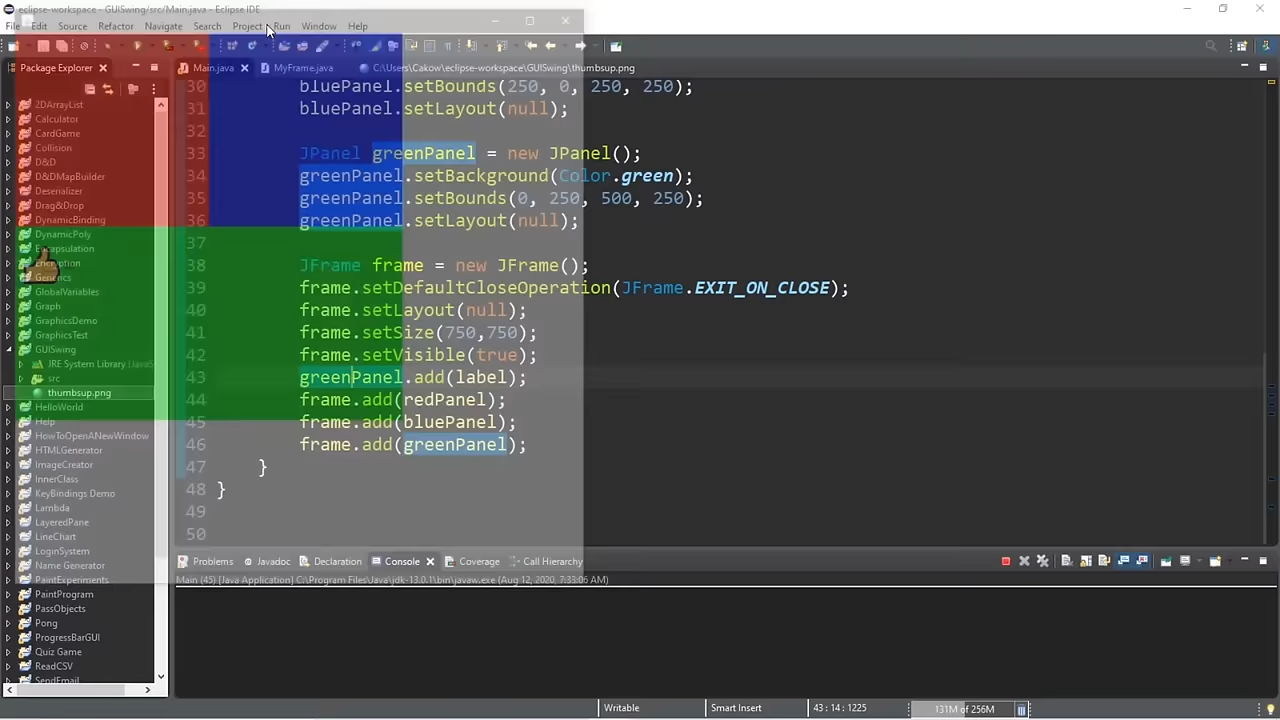 eclipse-workspace - GUISwing/src/Main.java - Eclipse IDE
File Edit Source Refactor Navigate Search Project Run Window Help
Package Explorer
Main.java
MyFrame.java
C:\Users\Cakow\eclipse-workspace\GUISwing\thumbsup.png
2DArrayList
Calculator
CardGame
Collision
D&D
D&DMapBuilder
Deserializer
Drag&Drop
DynamicBinding
DynamicPoly
Encapsulation
Encryption
Generics
GlobalVariables
Graph
GraphicsDemo
GraphicsTest
GUISwing
JRE System Library [JavaS
src
thumbsup.png
HelloWorld
Help
HowToOpenANewWindow
HTMLGenerator
ImageCreator
InnerClass
KeyBindings Demo
Lambda
LayeredPane
LineChart
LoginSystem
Name Generator
PaintExperiments
PaintProgram
PassObjects
Pong
ProgressBarGUI
Quiz Game
ReadCSV
SendEmail
30 bluePanel.setBounds(250, 0, 250, 250);
31 bluePanel.setLayout(null);
32
33 JPanel greenPanel = new JPanel();
34 greenPanel.setBackground(Color.green);
35 greenPanel.setBounds(0, 250, 500, 250);
36 greenPanel.setLayout(null);
37
38 JFrame frame = new JFrame();
39 frame.setDefaultCloseOperation(JFrame.EXIT_ON_CLOSE);
40 frame.setLayout(null);
41 frame.setSize(750,750);
42 frame.setVisible(true);
43 greenPanel.add(label);
44 frame.add(redPanel);
45 frame.add(bluePanel);
46 frame.add(greenPanel);
47 }
48 }
49
50
Problems Javadoc Declaration Console Coverage Call Hierarchy
Main (45) [Java Application] C:\Program Files\Java\jdk-13.0.1\bin\javaw.exe (Aug 12, 2020, 7:33:06 AM)
Writable Smart Insert 43 : 14 : 1225 131M of 256M